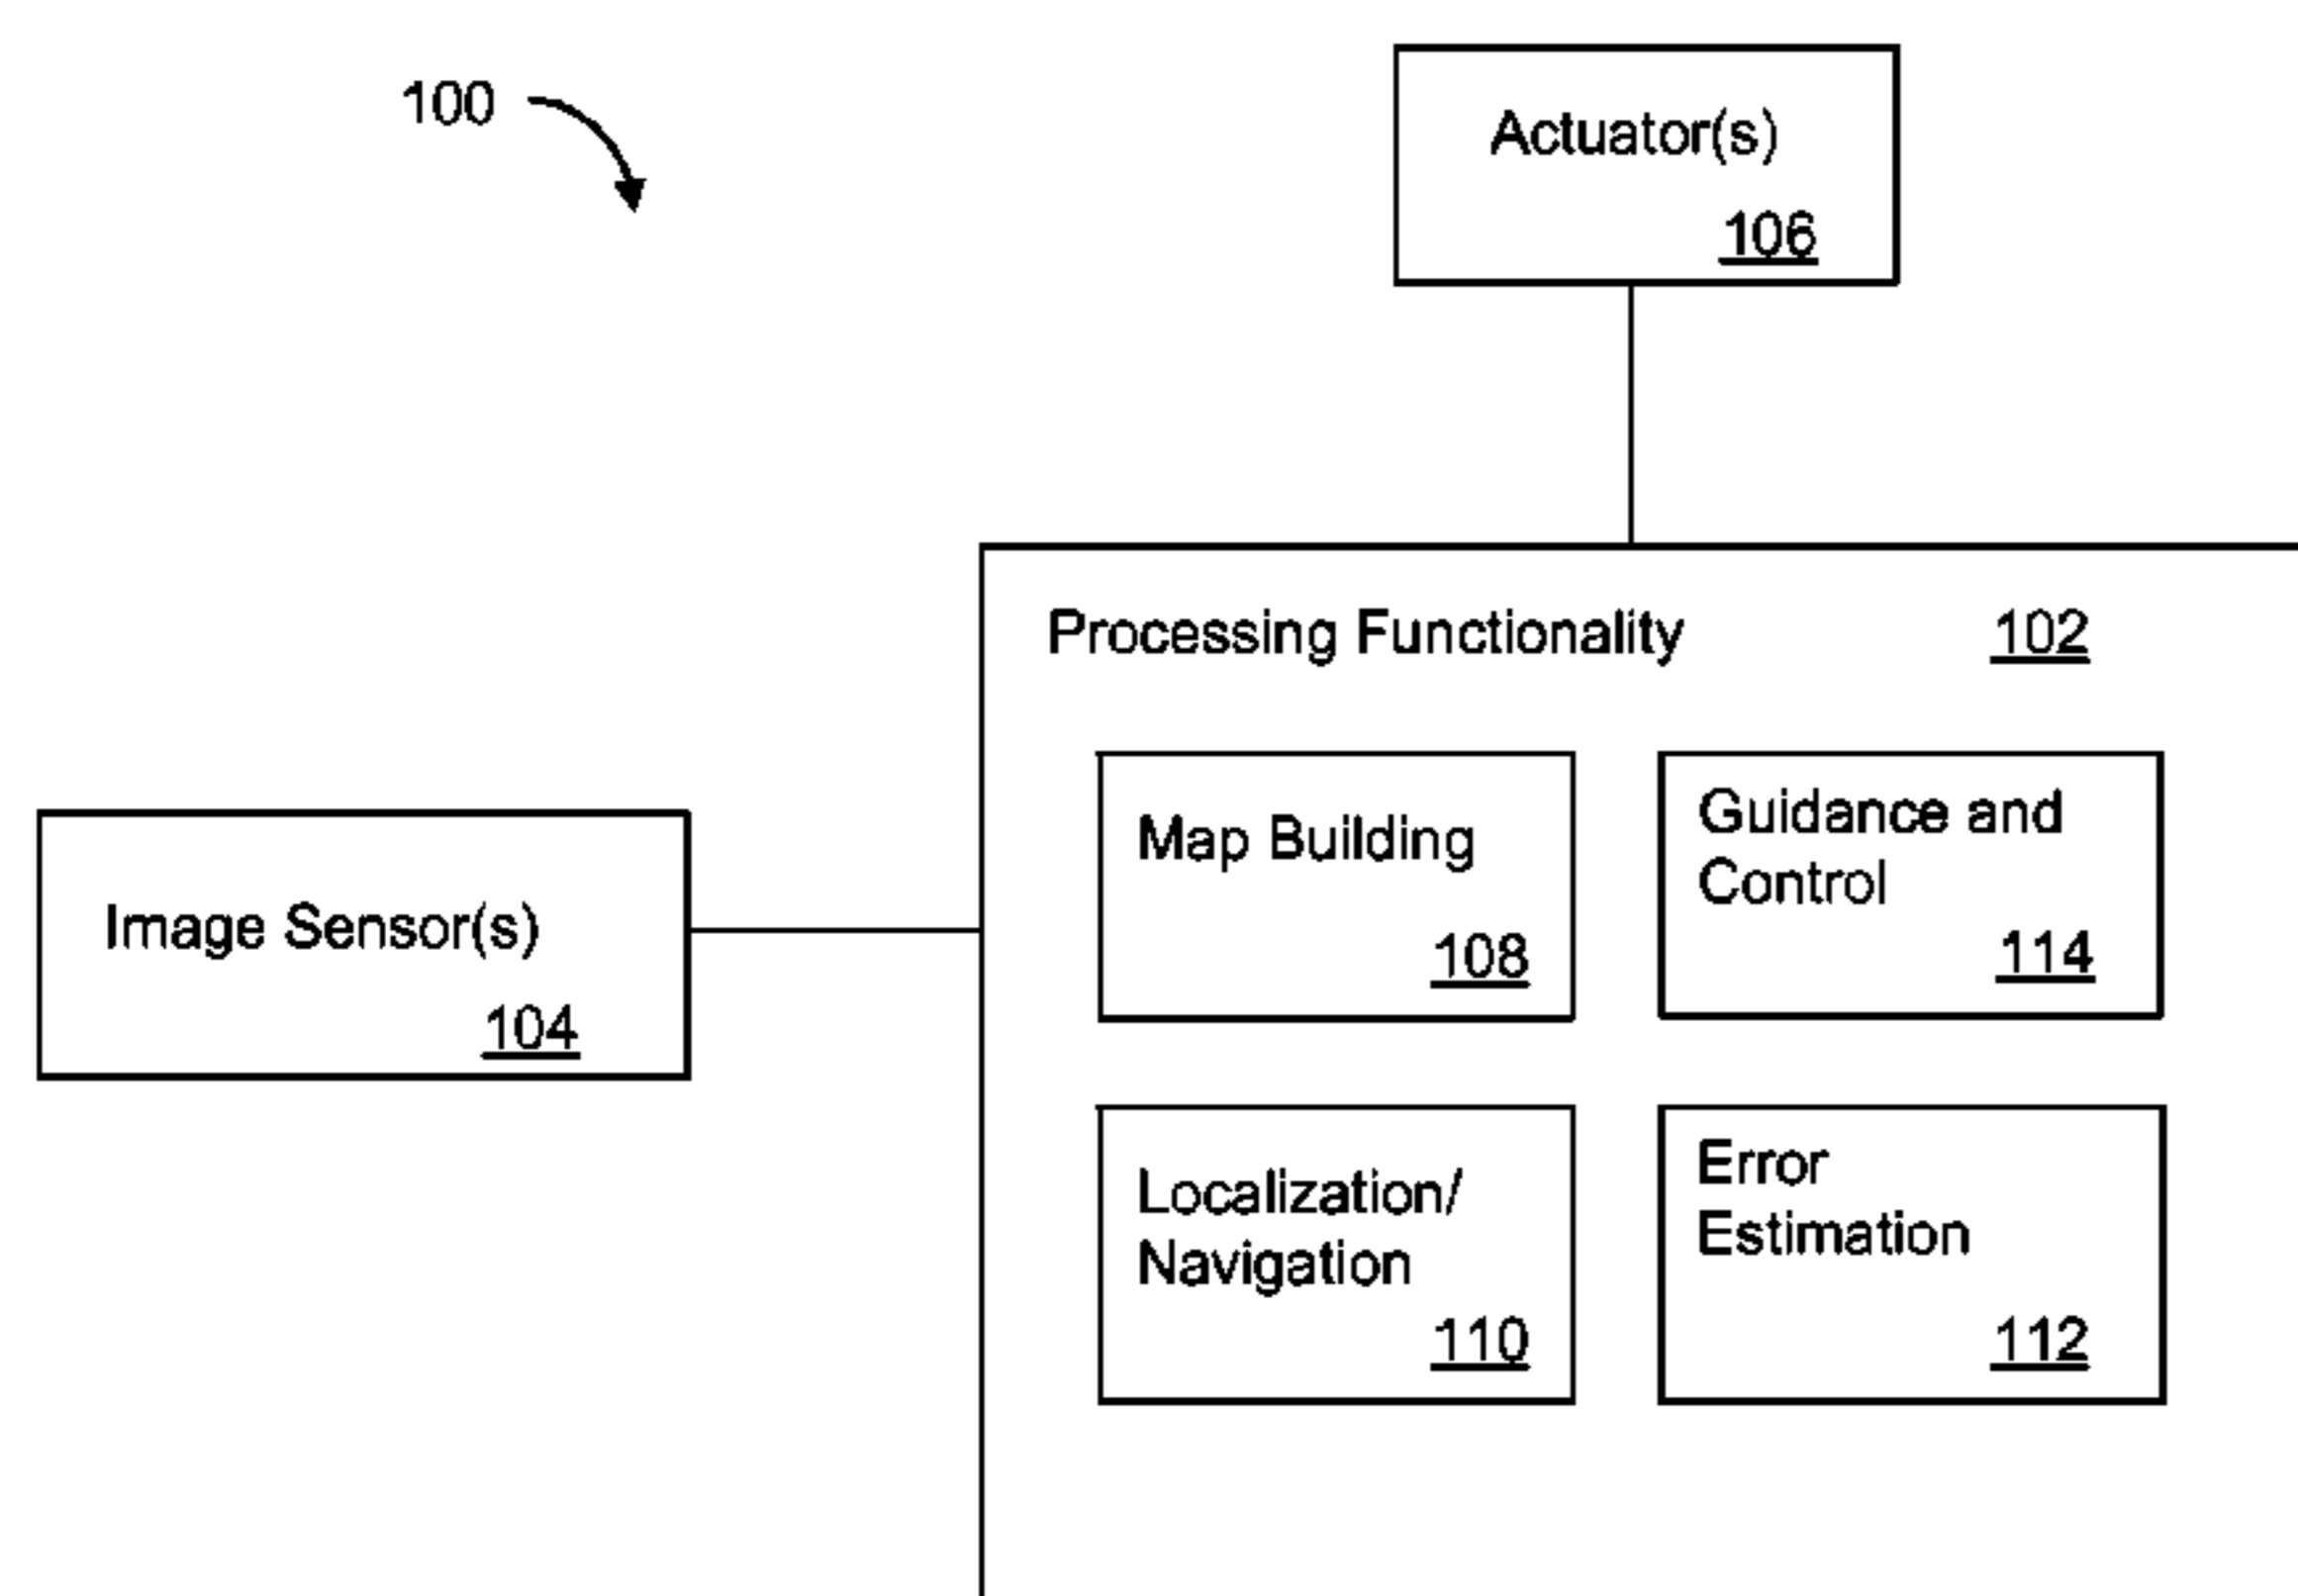 100
Actuator(s)
106
Processing Functionality 102
Map Building
108
Guidance and
Control
114
Image Sensor(s)
104
Localization/
Navigation
110
Error
Estimation
112